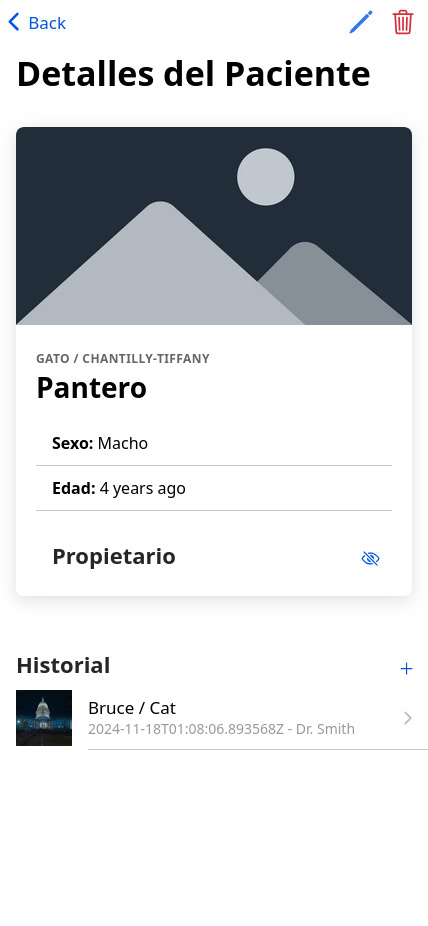 Back
Detalles del Paciente
GATO / CHANTILLY-TIFFANY
Pantero
Sexo: Macho
Edad: 4 years ago
Propietario
Historial
Bruce / Cat
2024-11-18T01:08:06.893568Z - Dr. Smith